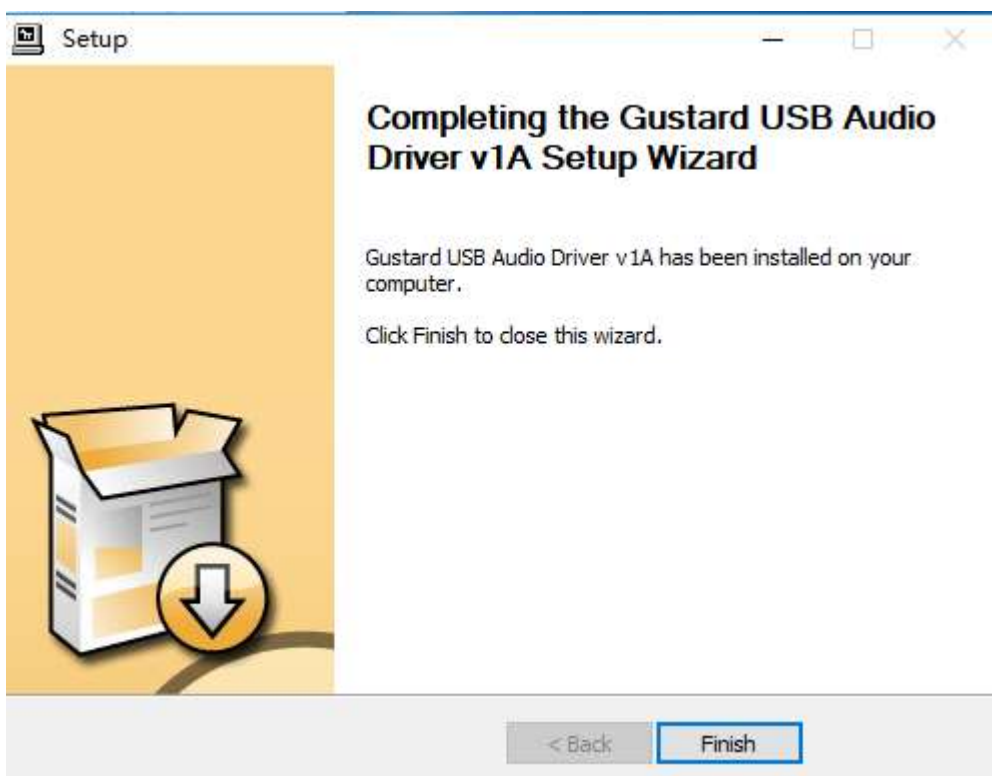 Setup
Completing the Gustard USB Audio
Driver v1A Setup Wizard
Gustard USB Audio Driver v1A has been installed on your
computer.
Click Finish to close this wizard.
< Back
Finish